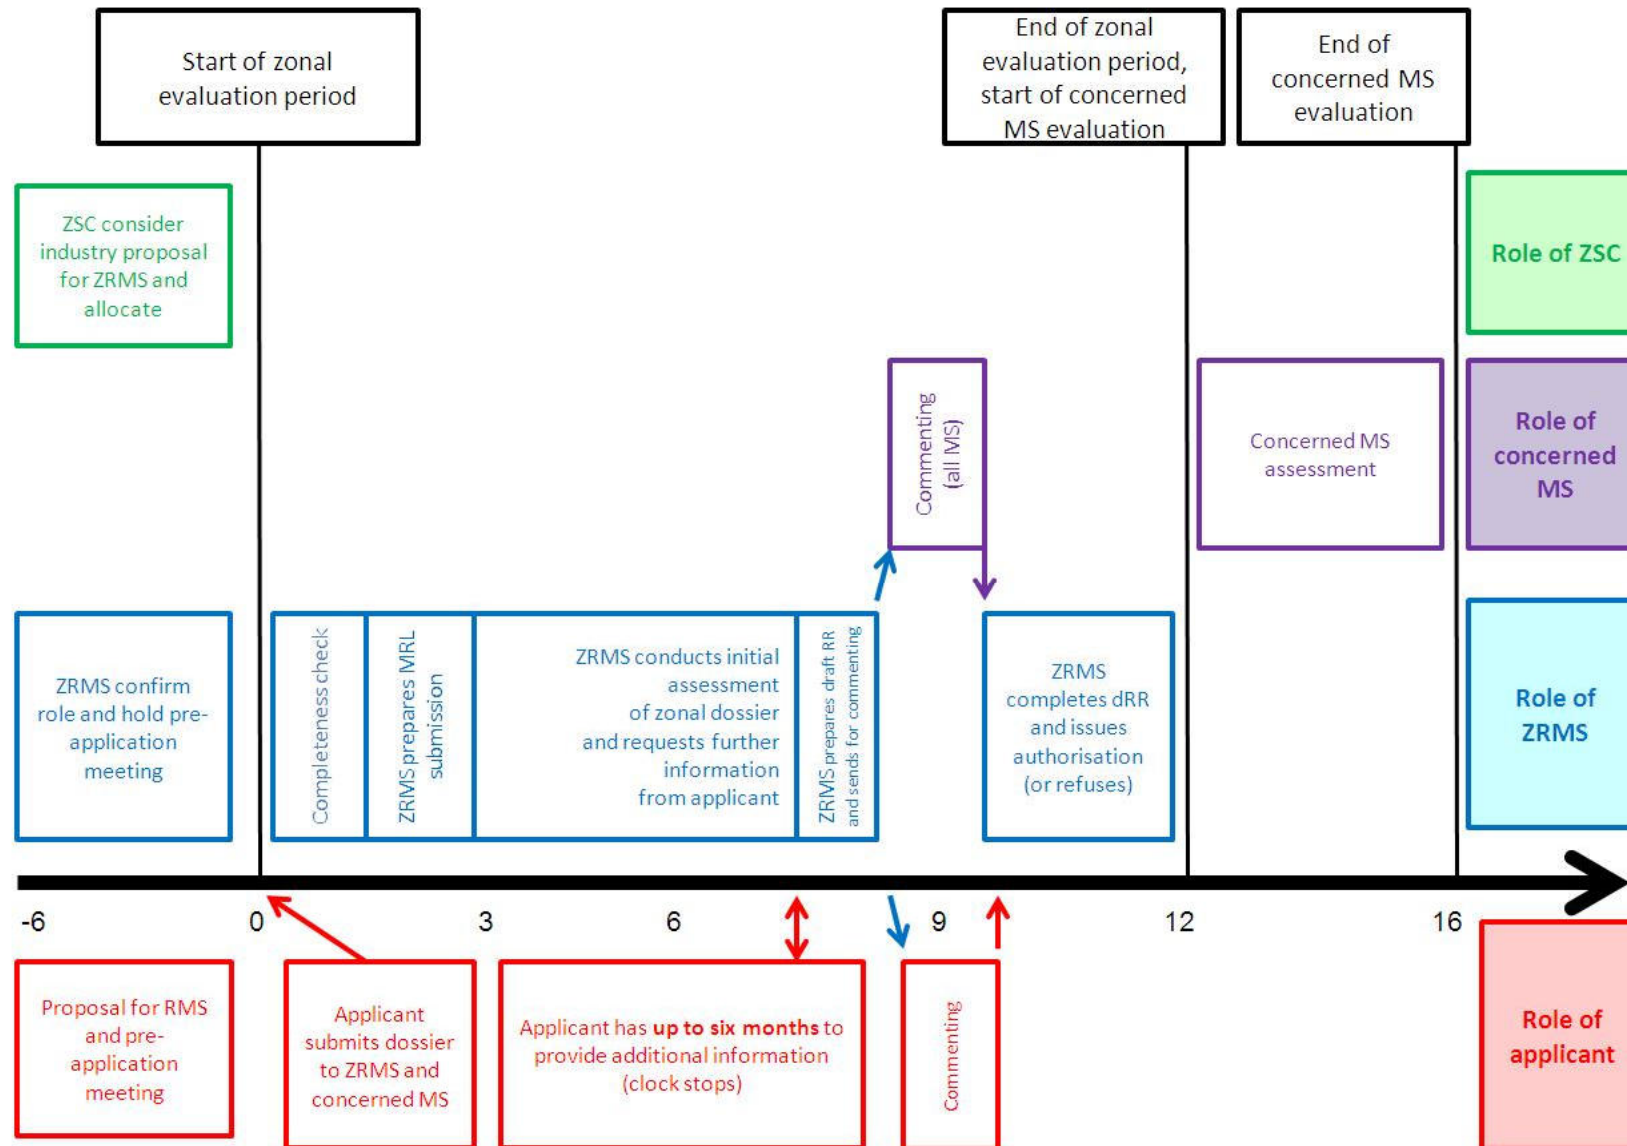 Start of zonal
evaluation period
End of zonal
evaluation period,
start of concerned
MS evaluation
End of
concerned MS
evaluation
ZSC consider
industry proposal
for ZRMS and
allocate
Role of ZSC
Commenting
(all MS)
Concerned MS
assessment
Role of
concerned
MS
ZRMS confirm
role and hold pre-
application
meeting
Completeness check
ZRMS prepares MRL
submission
ZRMS conducts initial
assessment
of zonal dossier
and requests further
information
from applicant
ZRMS prepares draft RR
and sends for commenting
ZRMS
completes dRR
and issues
authorisation
(or refuses)
Role of
ZRMS
-6 0 3 6 9 12 16
Proposal for RMS
and pre-
application
meeting
Applicant
submits dossier
to ZRMS and
concerned MS
Applicant has up to six months to
provide additional information
(clock stops)
Commenting
Role of
applicant